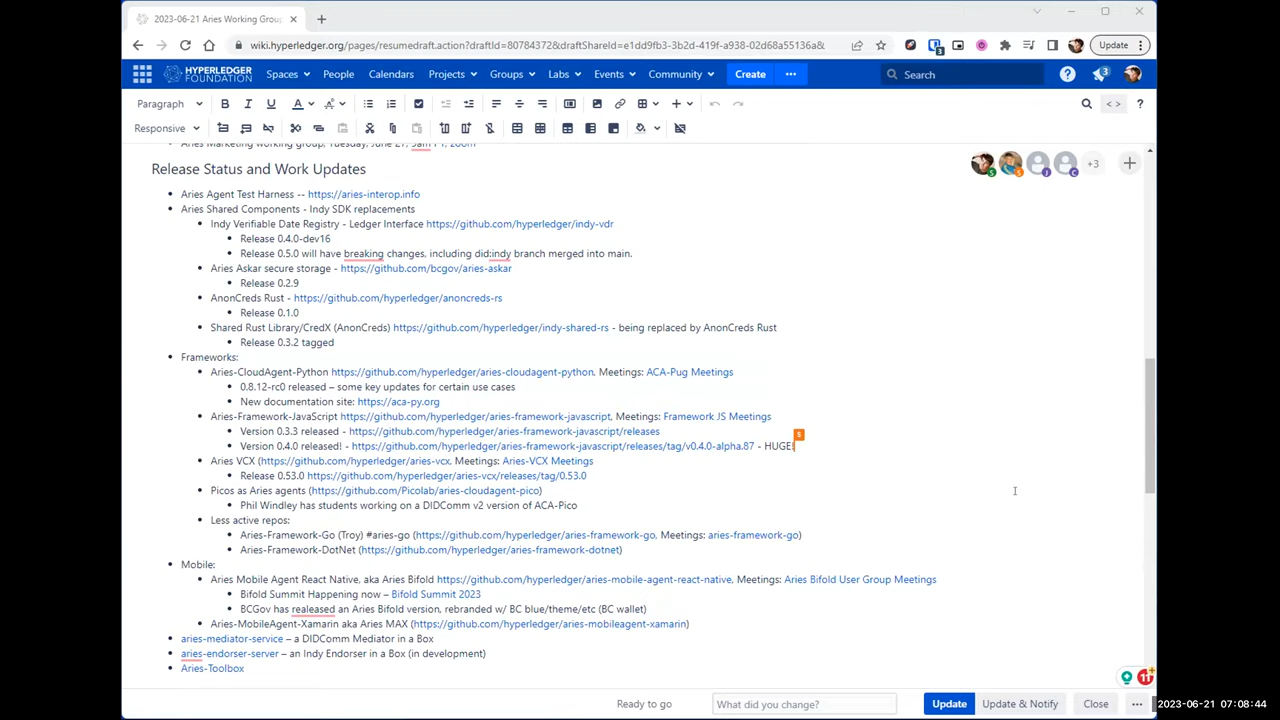 2023-06-21 Aries Working Grou
wiki.hyperledger.org/pages/resumedraft.action?draftId=80784372&draftShareId=e1dd9fb3-3b2d-419f-a938-02d68a55136a&
Update
HYPERLEDGER FOUNDATION
Spaces People Calendars Projects Groups Labs Events Community Create Search
Paragraph
Responsive
Aries Marketing working group, Tuesday, June 27, 9am PT, zoom
Release Status and Work Updates
+3
Aries Agent Test Harness -- https://aries-interop.info
Aries Shared Components - Indy SDK replacements
Indy Verifiable Date Registry - Ledger Interface https://github.com/hyperledger/indy-vdr
Release 0.4.0-dev16
Release 0.5.0 will have breaking changes, including did:indy branch merged into main.
Aries Askar secure storage - https://github.com/bcgov/aries-askar
Release 0.2.9
AnonCreds Rust - https://github.com/hyperledger/anoncreds-rs
Release 0.1.0
Shared Rust Library/CredX (AnonCreds) https://github.com/hyperledger/indy-shared-rs - being replaced by AnonCreds Rust
Release 0.3.2 tagged
Frameworks:
Aries-CloudAgent-Python https://github.com/hyperledger/aries-cloudagent-python, Meetings: ACA-Pug Meetings
0.8.12-rc0 released – some key updates for certain use cases
New documentation site: https://aca-py.org
Aries-Framework-JavaScript https://github.com/hyperledger/aries-framework-javascript, Meetings: Framework JS Meetings
Version 0.3.3 released - https://github.com/hyperledger/aries-framework-javascript/releases
Version 0.4.0 released! - https://github.com/hyperledger/aries-framework-javascript/releases/tag/v0.4.0-alpha.87 - HUGE!
Aries VCX (https://github.com/hyperledger/aries-vcx, Meetings: Aries-VCX Meetings
Release 0.53.0 https://github.com/hyperledger/aries-vcx/releases/tag/0.53.0
Picos as Aries agents (https://github.com/Picolab/aries-cloudagent-pico)
Phil Windley has students working on a DIDComm v2 version of ACA-Pico
Less active repos:
Aries-Framework-Go (Troy) #aries-go (https://github.com/hyperledger/aries-framework-go, Meetings: aries-framework-go)
Aries-Framework-DotNet (https://github.com/hyperledger/aries-framework-dotnet)
Mobile:
Aries Mobile Agent React Native, aka Aries Bifold https://github.com/hyperledger/aries-mobile-agent-react-native, Meetings: Aries Bifold User Group Meetings
Bifold Summit Happening now – Bifold Summit 2023
BCGov has realeased an Aries Bifold version, rebranded w/ BC blue/theme/etc (BC wallet)
Aries-MobileAgent-Xamarin aka Aries MAX (https://github.com/hyperledger/aries-mobileagent-xamarin)
aries-mediator-service – a DIDComm Mediator in a Box
aries-endorser-server – an Indy Endorser in a Box (in development)
Aries-Toolbox
Ready to go What did you change? Update Update & Notify Close
2023-06-21 07:08:44